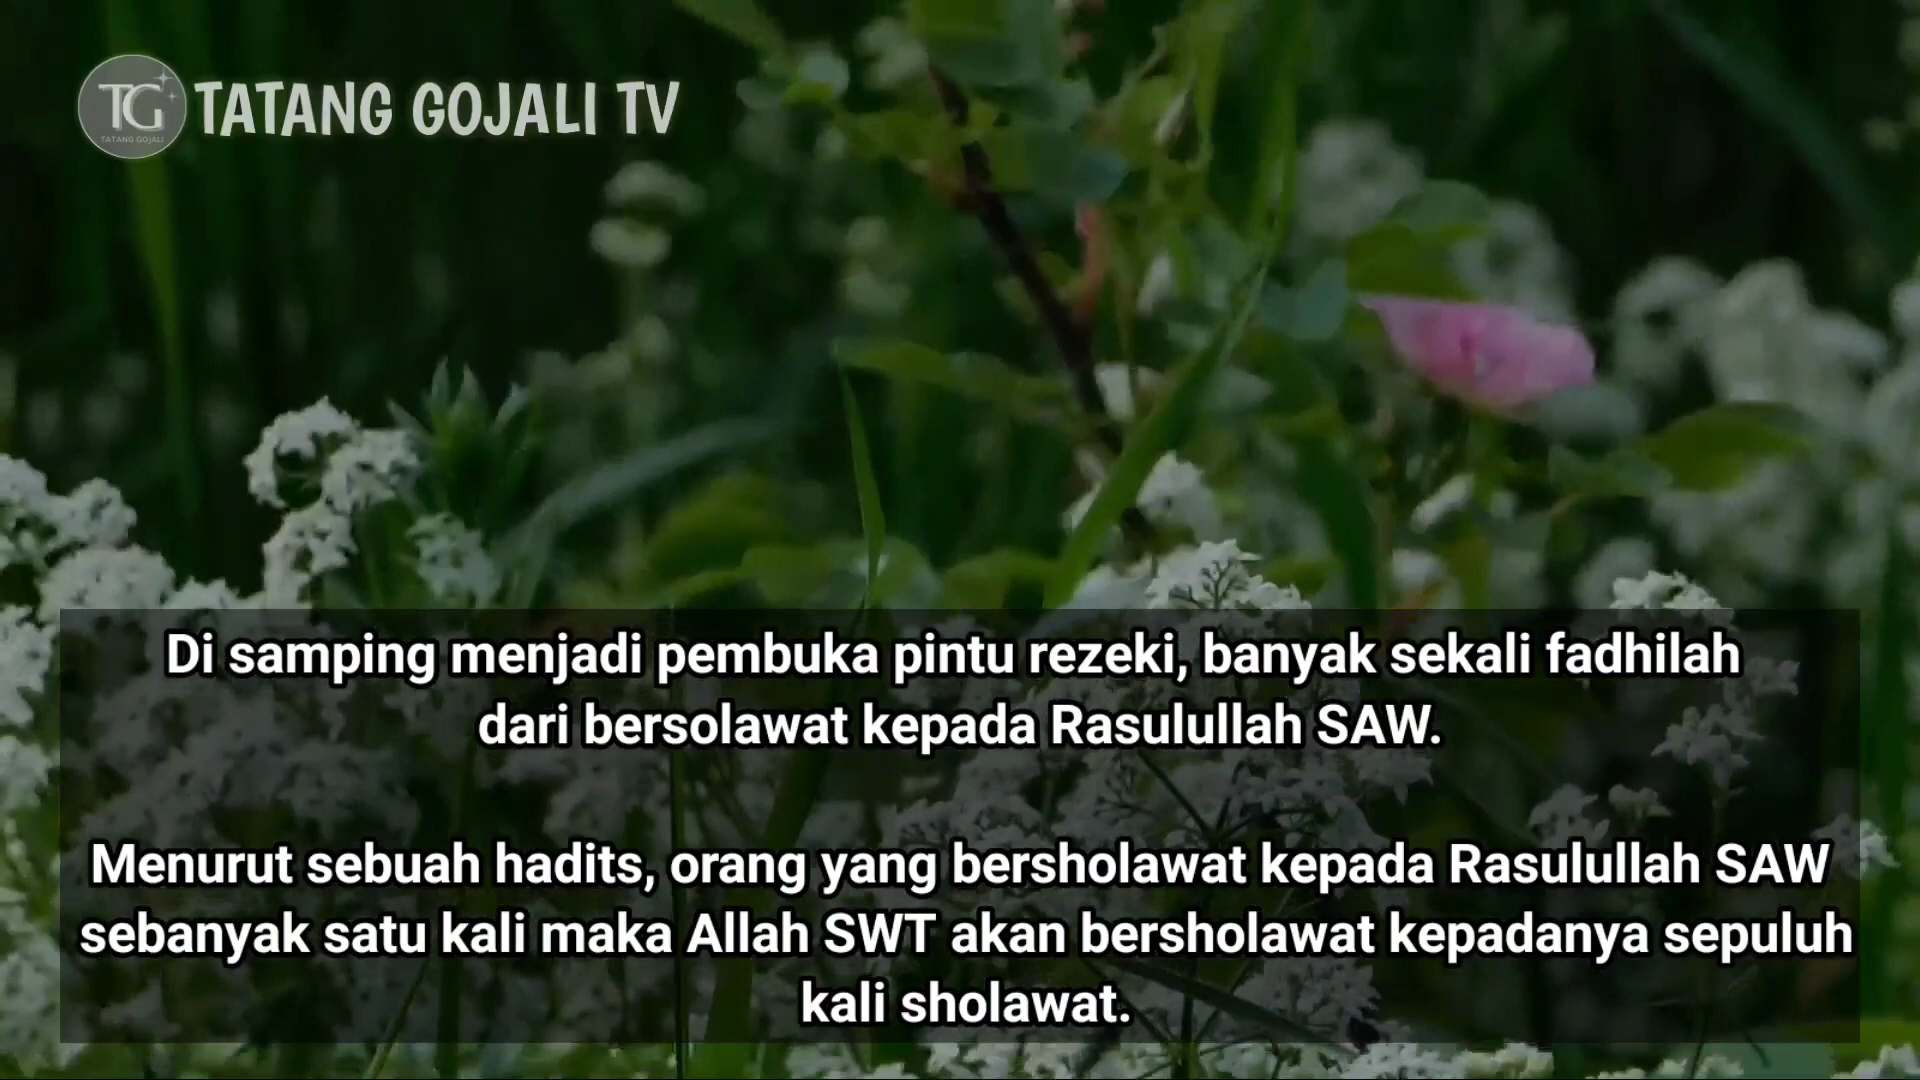 TG
TATANG GOJALI
TATANG GOJALI TV
Di samping menjadi pembuka pintu rezeki, banyak sekali fadhilah
dari bersolawat kepada Rasulullah SAW.
Menurut sebuah hadits, orang yang bersholawat kepada Rasulullah SAW
sebanyak satu kali maka Allah SWT akan bersholawat kepadanya sepuluh
kali sholawat.